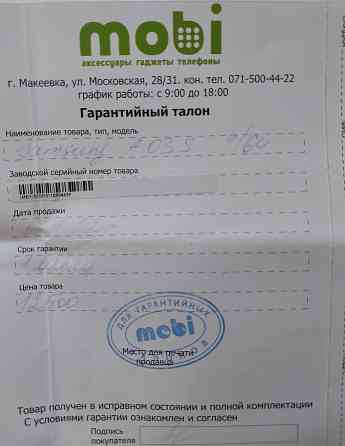 mobi
аксессуары гаджеты телефоны
г. Макеевка, ул. Московская, 28/31. кон. тел. 071-500-44-22
график работы: с 9:00 до 18:00
Гарантийный талон
Наименование товара, тип, модель
Samsung A03s
Заводской серийный номер товара
Дата продажи
Срок гарантии
Цена товара
12500
ДЛЯ ГАРАНТИЙНЫХ
mobi
Место для печати
продавца
Товар получен в исправном состоянии и полной комплектации
С условиями гарантии ознакомлен и согласен
Подпись
покупателя